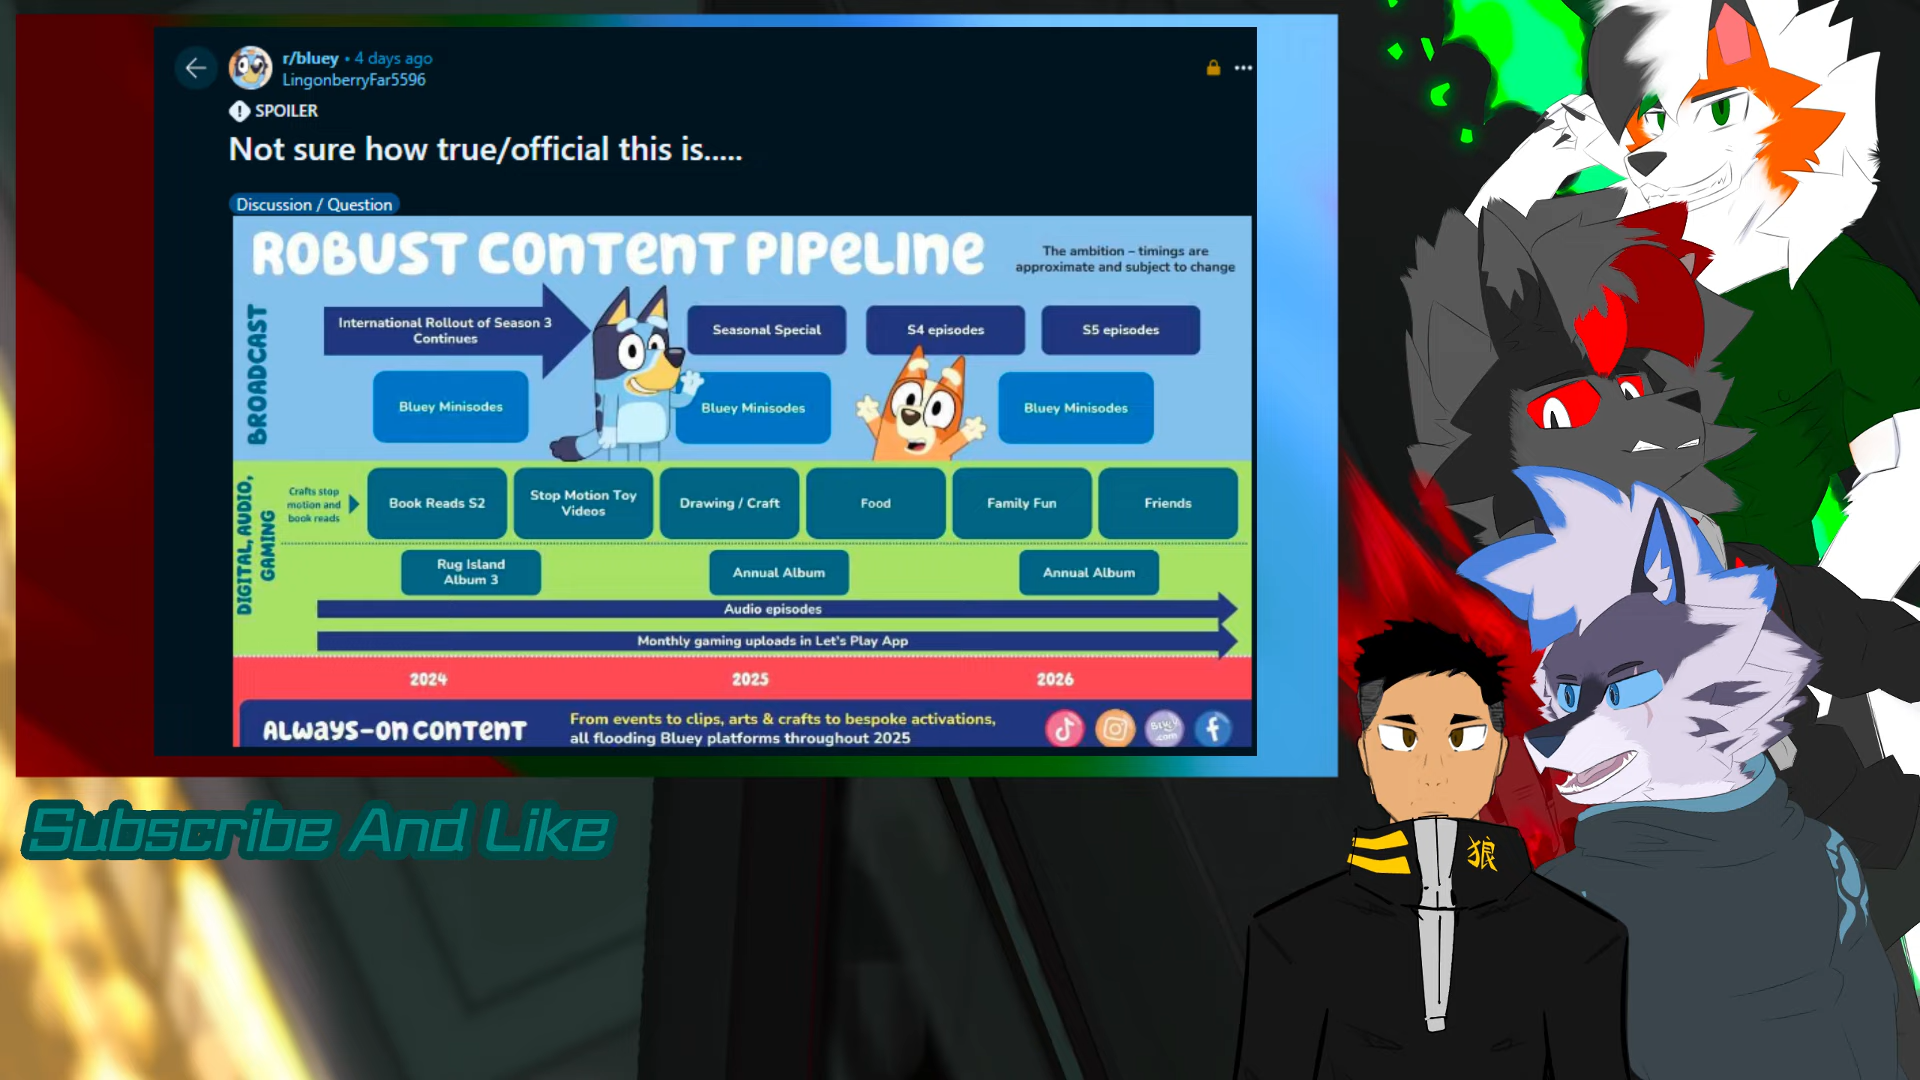 r/bluey • 4 days ago
LingonberryFar5596
SPOILER
Not sure how true/official this is.....
Discussion / Question
ROBUST CONTENT PIPELINE
The ambition – timings are
approximate and subject to change
BROADCAST
International Rollout of Season 3
Continues
Seasonal Special
S4 episodes
S5 episodes
Bluey Minisodes
Bluey Minisodes
Bluey Minisodes
DIGITAL, AUDIO,
GAMING
Crafts stop
motion and
book reads
Book Reads S2
Stop Motion Toy
Videos
Drawing / Craft
Food
Family Fun
Friends
Rug Island
Album 3
Annual Album
Annual Album
Audio episodes
Monthly gaming uploads in Let's Play App
2024
2025
2026
ALWAYS-ON CONTENT
From events to clips, arts & crafts to bespoke activations,
all flooding Bluey platforms throughout 2025
BLUEY
.com
Subscribe And Like
狼